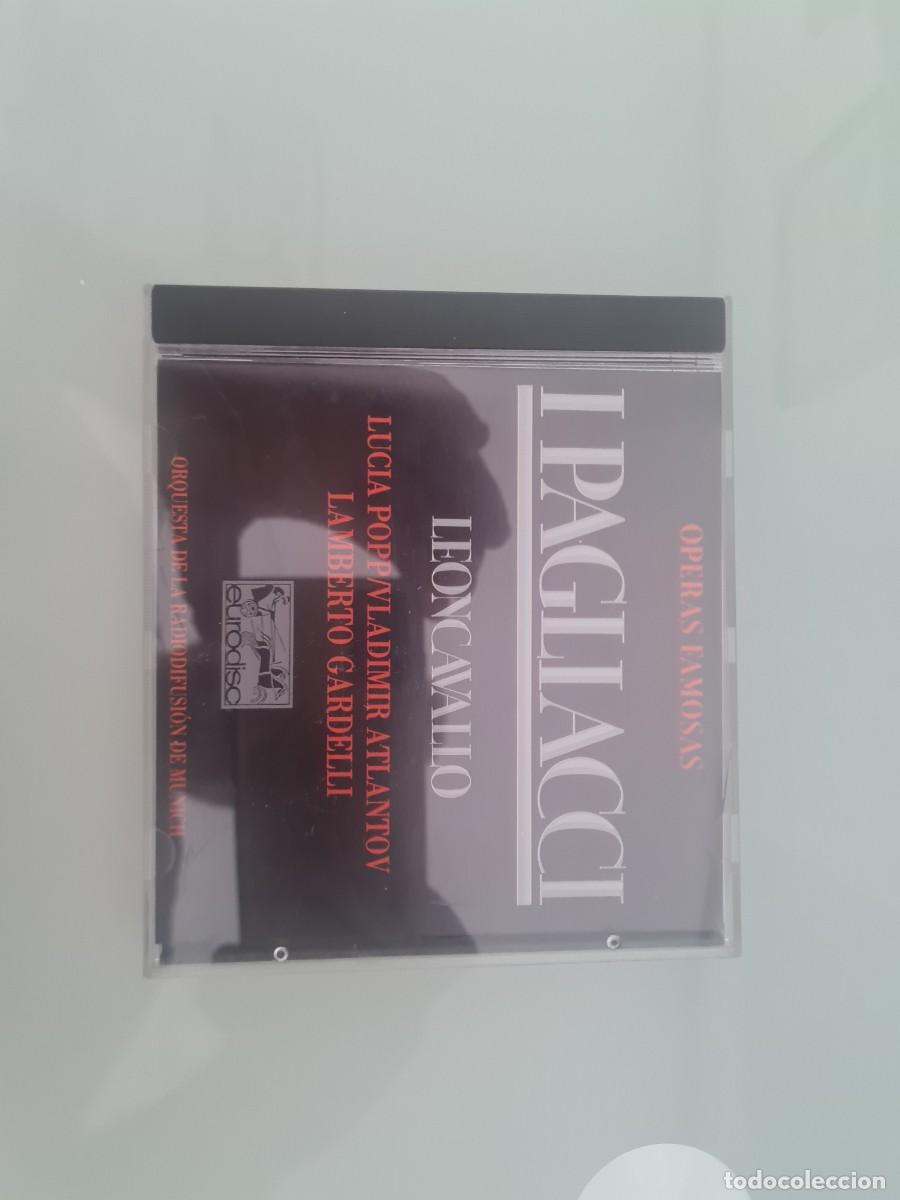 OPERAS FAMOSAS
I PAGLIACCI
LEONCAVALLO
LUCIA POPP/VLADIMIR ATLANTOV
LAMBERTO GARDELLI
eurodisc
ORQUESTA DE LA RADIODIFUSIÓN DE MUNICH
todocoleccion